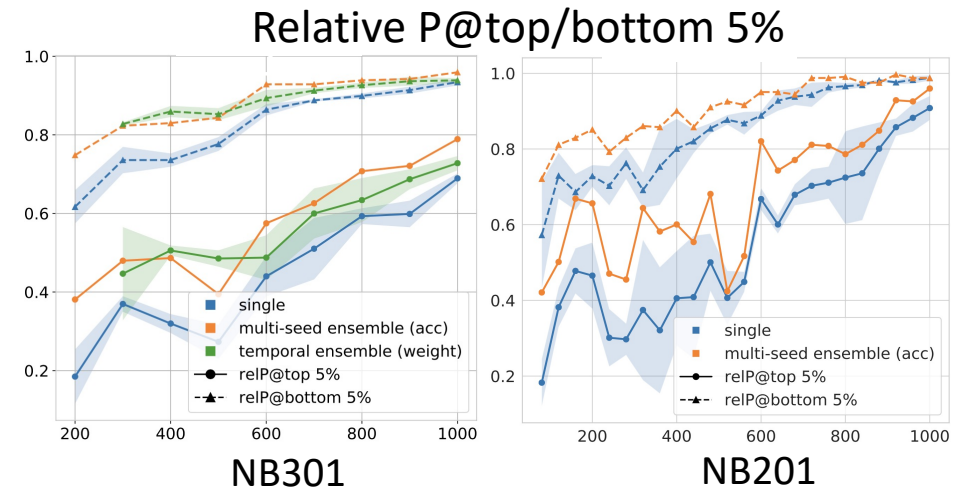 Relative P@top/bottom 5%
1.0
0.8
0.6
0.4
0.2
200 400 600 800 1000
single
multi-seed ensemble (acc)
temporal ensemble (weight)
relP@top 5%
relP@bottom 5%
NB301
1.0
0.8
0.6
0.4
0.2
200 400 600 800 1000
single
multi-seed ensemble (acc)
relP@top 5%
relP@bottom 5%
NB201